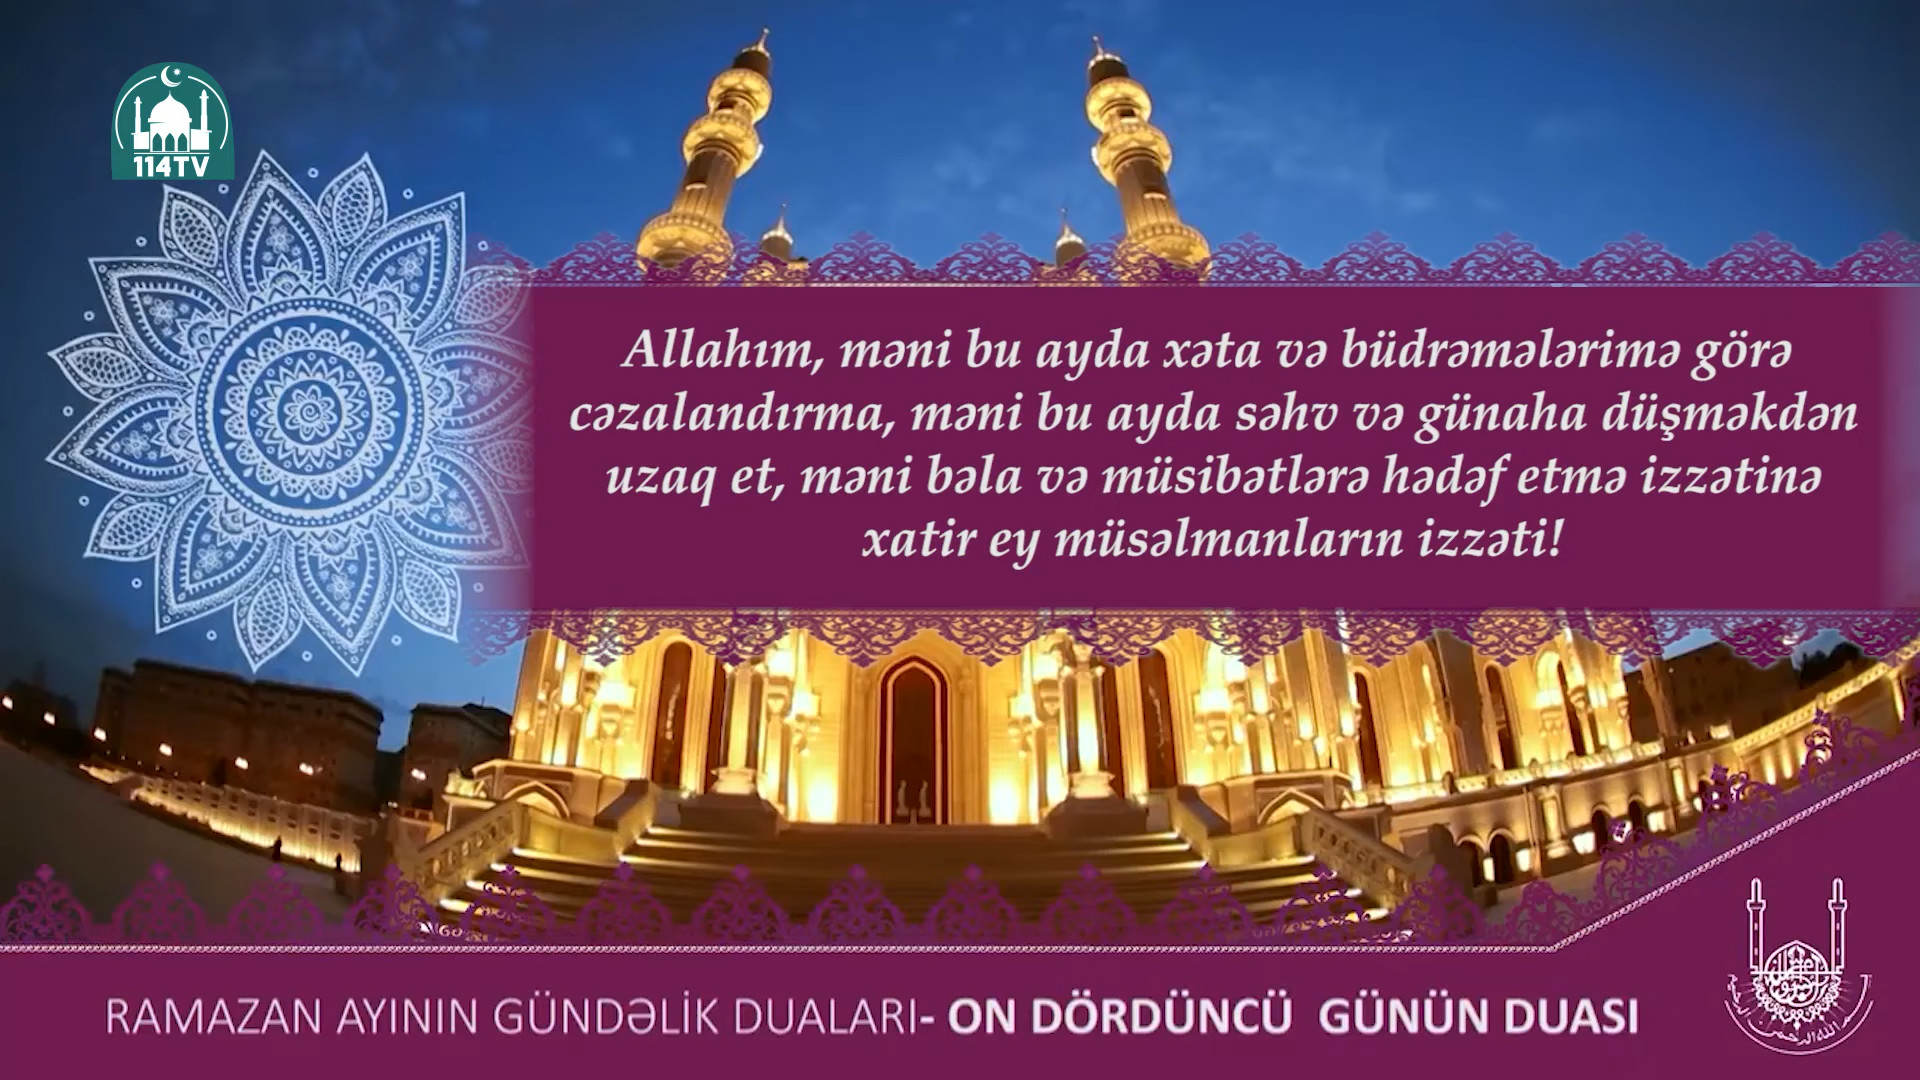 114TV
Allahım, məni bu ayda xəta və büdrəmələrimə görə
cəzalandırma, məni bu ayda səhv və günaha düşməkdən
uzaq et, məni bəla və müsibətlərə hədəf etmə izzətinə
xatir ey müsəlmanların izzəti!
RAMAZAN AYININ GÜNDƏLİK DUALARI- ON DÖRDÜNCÜ GÜNÜN DUASI